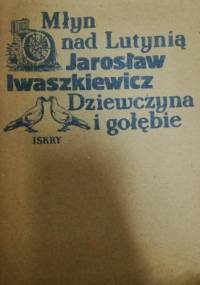 Młyn
nad Lutynią
Jarosław
Iwaszkiewicz
Dziewczyna
i gołębie
ISKRY